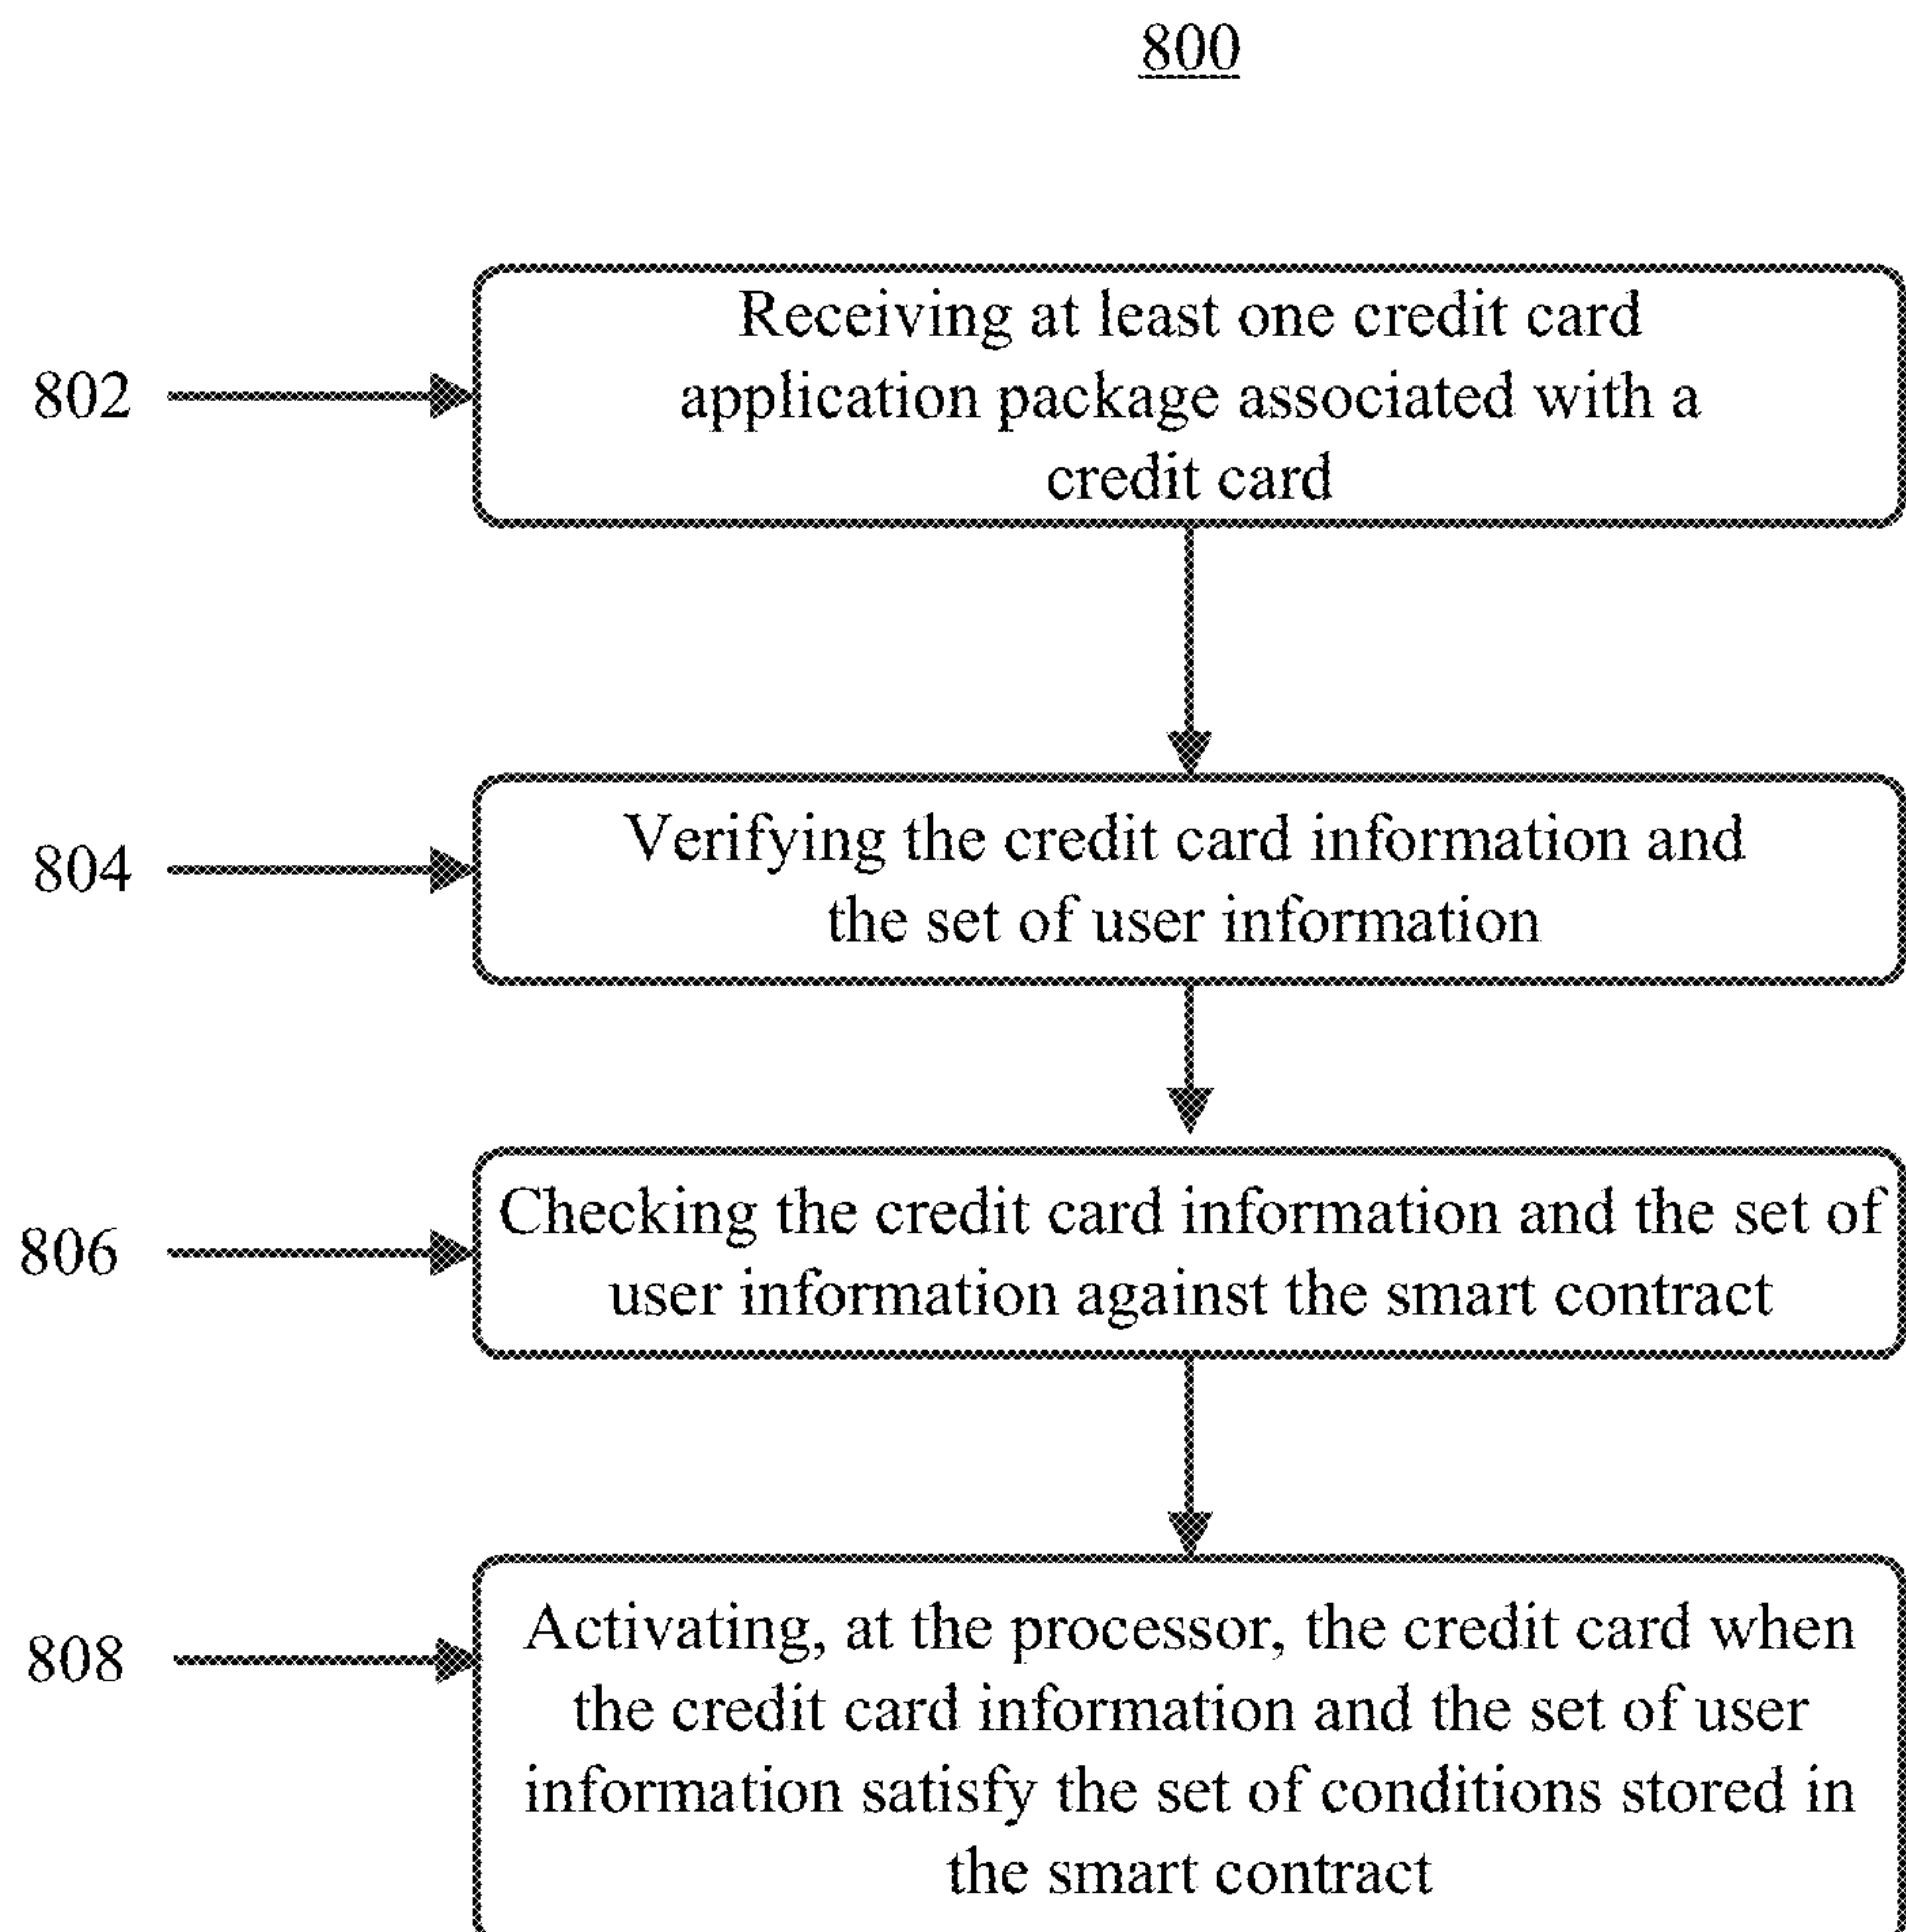 800
802
Receiving at least one credit card
application package associated with a
credit card
804
Verifying the credit card information and
the set of user information
806
Checking the credit card information and the set of
user information against the smart contract
808
Activating, at the processor, the credit card when
the credit card information and the set of user
information satisfy the set of conditions stored in
the smart contract